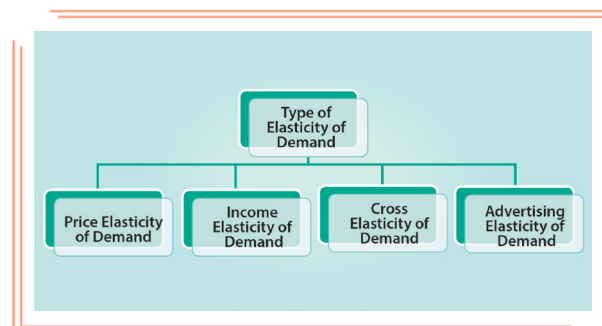 Type of
Elasticity of
Demand
Price Elasticity
of Demand
Income
Elasticity of
Demand
Cross
Elasticity of
Demand
Advertising
Elasticity of
Demand